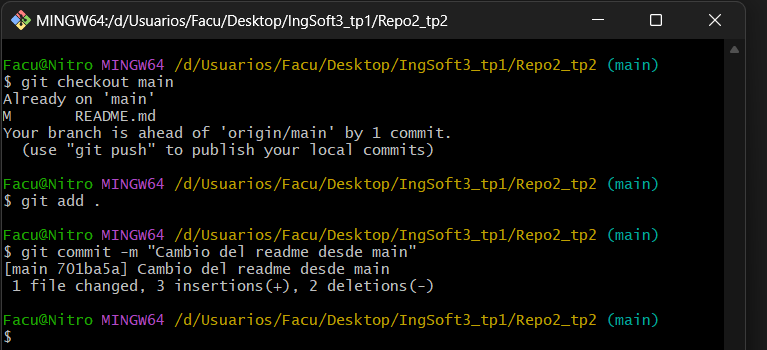 MINGW64:/d/Usuarios/Facu/Desktop/IngSoft3_tp1/Repo2_tp2
Facu@Nitro MINGW64 /d/Usuarios/Facu/Desktop/IngSoft3_tp1/Repo2_tp2 (main)
$ git checkout main
Already on 'main'
M       README.md
Your branch is ahead of 'origin/main' by 1 commit.
  (use "git push" to publish your local commits)
Facu@Nitro MINGW64 /d/Usuarios/Facu/Desktop/IngSoft3_tp1/Repo2_tp2 (main)
$ git add .
Facu@Nitro MINGW64 /d/Usuarios/Facu/Desktop/IngSoft3_tp1/Repo2_tp2 (main)
$ git commit -m "Cambio del readme desde main"
[main 701ba5a] Cambio del readme desde main
 1 file changed, 3 insertions(+), 2 deletions(-)
Facu@Nitro MINGW64 /d/Usuarios/Facu/Desktop/IngSoft3_tp1/Repo2_tp2 (main)
$